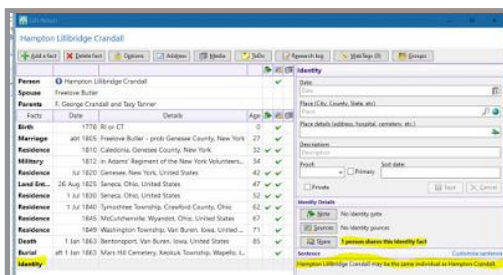 Edit Person
Hampton Lillibridge Crandall
Add a fact Delete fact Options Address Media ToDo Research log WebTags (0) Groups
Person Hampton Lillibridge Crandall
Spouse Freelove Butler
Parents F. George Crandall and Tacy Tanner
Facts Date Details Age
Birth 1778 RI or CT 0
Marriage abt 1805 Freelove Butler - prob Genesee County, New York 27
Residence 1810 Caledonia, Genesee County, New York 32
Military 1812 in Adams' Regiment of the New York Volunteers... 34
Residence Jul 1820 Genesee, New York, United States 42
Land Ent... 26 Aug 1825 Seneca, Ohio, United States 47
Residence 1 Jul 1830 Seneca, Ohio, United States 52
Residence 1 Jul 1840 Tymochtee Township, Crawford County, Ohio 62
Residence 1845 McCutchenville, Wyandot, Ohio, United States 67
Residence 1849 Washington Township, Van Buren, Iowa, United ... 71
Death 1 Jan 1863 Bentonsport, Van Buren, Iowa, United States 85
Burial aft 1 Jan 1863 Mars Hill Cemetery, Keokuk Township, Wapello, I...
Identity
Identity
Date:
Date
Place (City, County, State, etc):
Place
Place details (address, hospital, cemetery, etc.)
Description:
Description
Proof: Primary Sort date:
Private Save Cancel
Identity Details
Note No identity note
Sources No identity sources
Share 1 person shares this identity fact
Sentence Customize sentence
Hampton Lillibridge Crandall may be the same individual as Hampton Crandall.